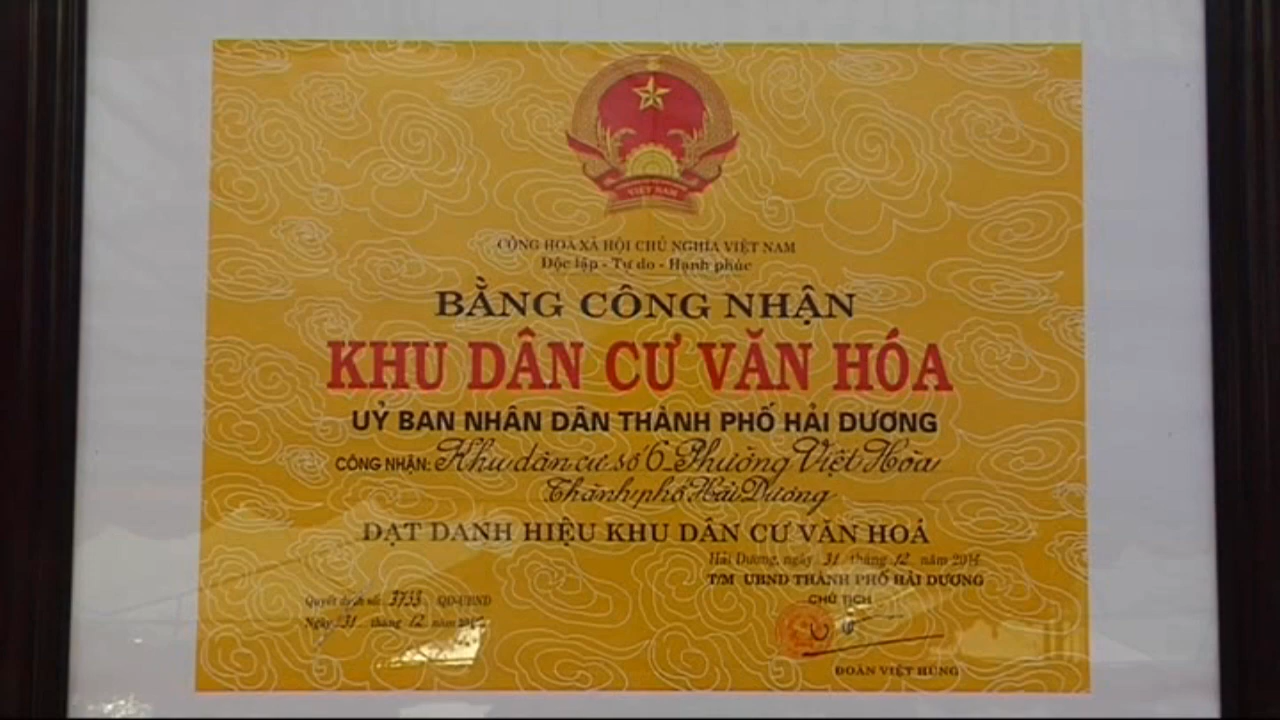 VIỆT NAM
CỘNG HOÀ XÃ HỘI CHỦ NGHĨA VIỆT NAM
Độc lập - Tự do - Hạnh phúc
BẰNG CÔNG NHẬN
KHU DÂN CƯ VĂN HÓA
UỶ BAN NHÂN DÂN THÀNH PHỐ HẢI DƯƠNG
CÔNG NHẬN: Khu dân cư số 6 - Phường Việt Hòa
Thành phố Hải Dương
ĐẠT DANH HIỆU KHU DÂN CƯ VĂN HOÁ
Hải Dương, ngày 31 tháng 12 năm
T/M UBND THÀNH PHỐ HẢI DƯƠNG
CHỦ TỊCH
Quyết định số: 3733 QĐ-UBND
Ngày 31 tháng 12 năm
ĐOÀN VIỆT HÙNG